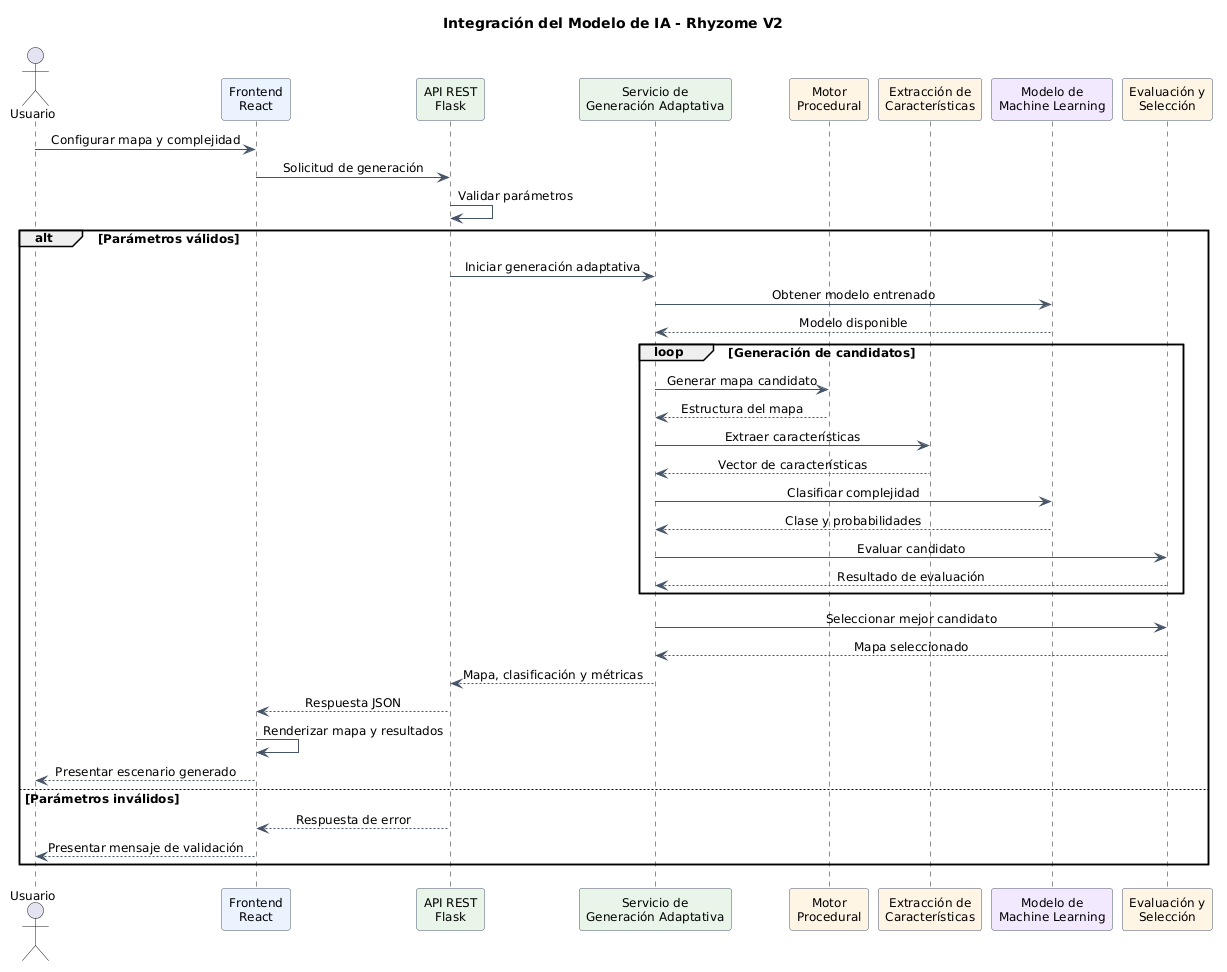 Integración del Modelo de IA - Rhyzome V2
Usuario
Frontend
React
API REST
Flask
Servicio de
Generación Adaptativa
Motor
Procedural
Extracción de
Características
Modelo de
Machine Learning
Evaluación y
Selección
Configurar mapa y complejidad
Solicitud de generación
Validar parámetros
alt [Parámetros válidos]
Iniciar generación adaptativa
Obtener modelo entrenado
Modelo disponible
loop [Generación de candidatos]
Generar mapa candidato
Estructura del mapa
Extraer características
Vector de características
Clasificar complejidad
Clase y probabilidades
Evaluar candidato
Resultado de evaluación
Seleccionar mejor candidato
Mapa seleccionado
Mapa, clasificación y métricas
Respuesta JSON
Renderizar mapa y resultados
Presentar escenario generado
[Parámetros inválidos]
Respuesta de error
Presentar mensaje de validación
Usuario
Frontend
React
API REST
Flask
Servicio de
Generación Adaptativa
Motor
Procedural
Extracción de
Características
Modelo de
Machine Learning
Evaluación y
Selección